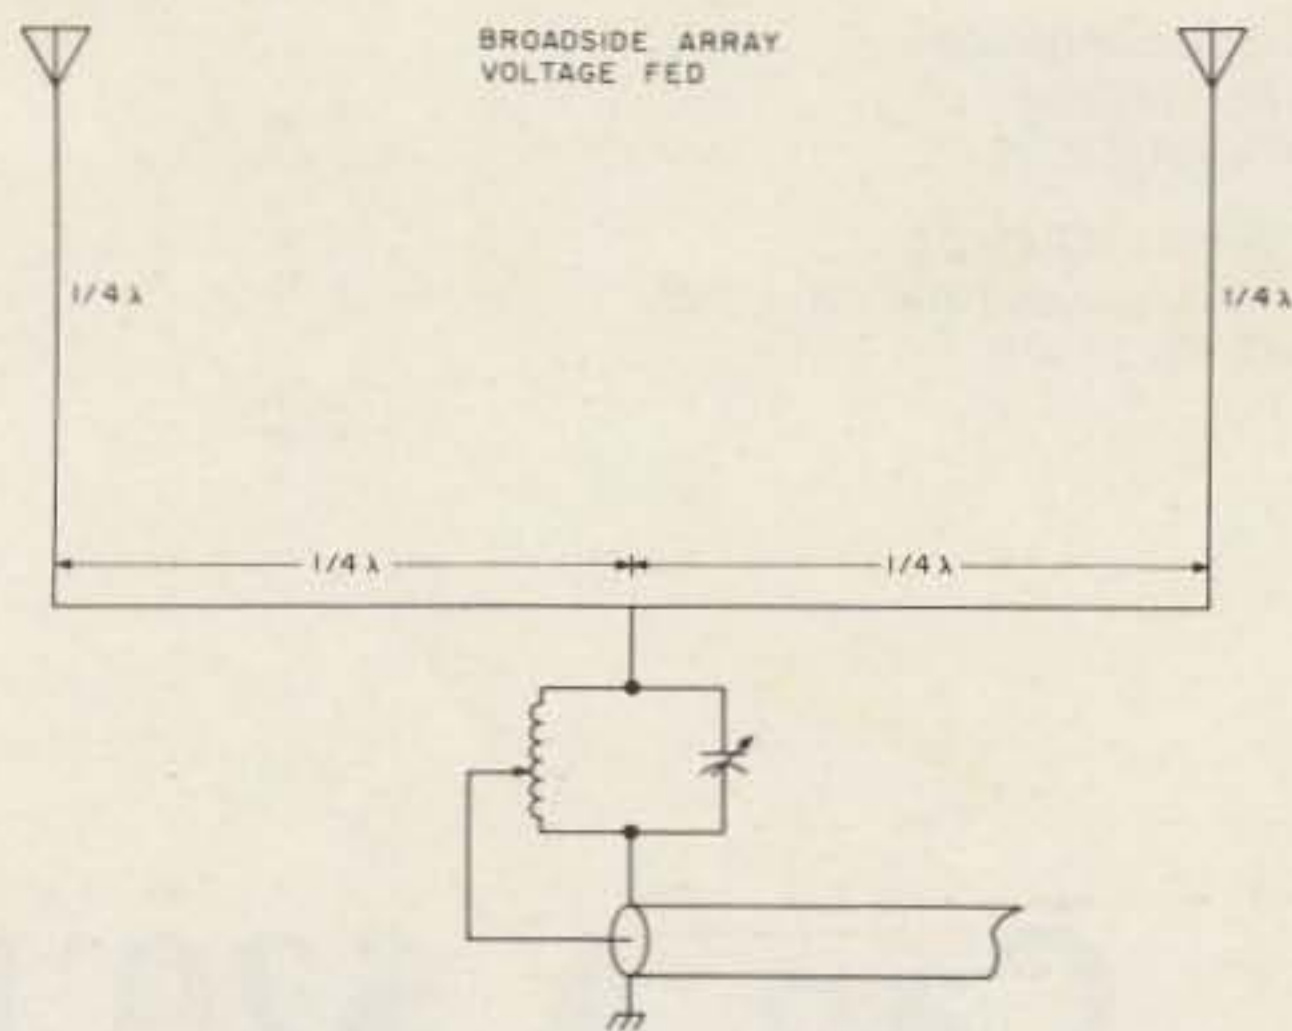 BROADSIDE ARRAY
VOLTAGE FED
1/4 λ
1/4 λ
1/4 λ
1/4 λ